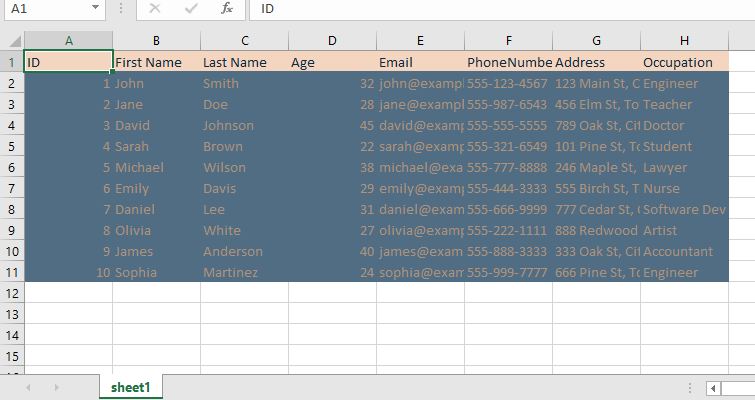 A1 fx ID
A B C D E F G H
1 ID First Name Last Name Age Email PhoneNumbe Address Occupation
2 1 John Smith 32 john@exampl 555-123-4567 123 Main St, C Engineer
3 2 Jane Doe 28 jane@exampl 555-987-6543 456 Elm St, To Teacher
4 3 David Johnson 45 david@examp 555-555-5555 789 Oak St, Cit Doctor
5 4 Sarah Brown 22 sarah@examp 555-321-6549 101 Pine St, To Student
6 5 Michael Wilson 38 michael@exa 555-777-8888 246 Maple St, Lawyer
7 6 Emily Davis 29 emily@examp 555-444-3333 555 Birch St, T Nurse
8 7 Daniel Lee 31 daniel@exam 555-666-9999 777 Cedar St, Software Dev
9 8 Olivia White 27 olivia@examp 555-222-1111 888 Redwood Artist
10 9 James Anderson 40 james@exam 555-888-3333 333 Oak St, Cit Accountant
11 10 Sophia Martinez 24 sophia@exam 555-999-7777 666 Pine St, To Engineer
12
13
14
15
sheet1